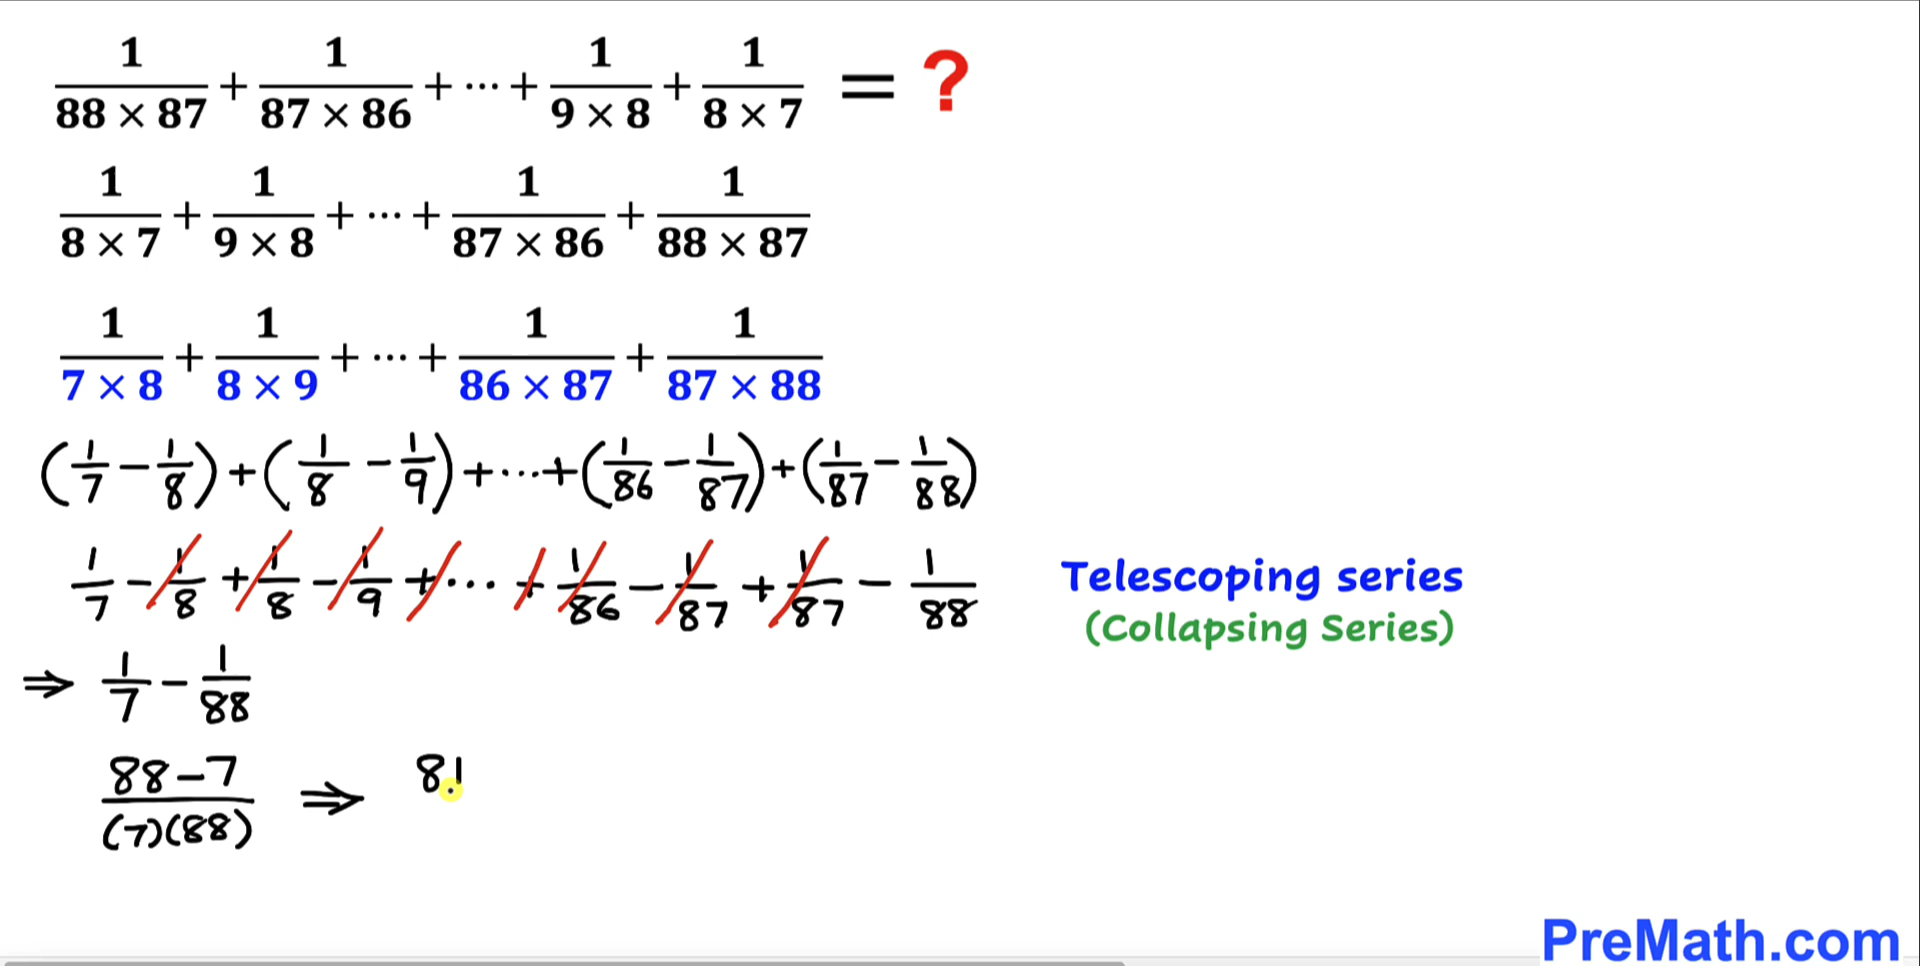 1/(88 × 87) + 1/(87 × 86) + ··· + 1/(9 × 8) + 1/(8 × 7) = ?
1/(8 × 7) + 1/(9 × 8) + ··· + 1/(87 × 86) + 1/(88 × 87)
1/(7 × 8) + 1/(8 × 9) + ··· + 1/(86 × 87) + 1/(87 × 88)
(1/7 − 1/8) + (1/8 − 1/9) + ··· + (1/86 − 1/87) + (1/87 − 1/88)
1/7 − 1/8 + 1/8 − 1/9 + ··· + 1/86 − 1/87 + 1/87 − 1/88
Telescoping series
(Collapsing Series)
⇒ 1/7 − 1/88
(88 − 7)/((7)(88)) ⇒ 81
PreMath.com